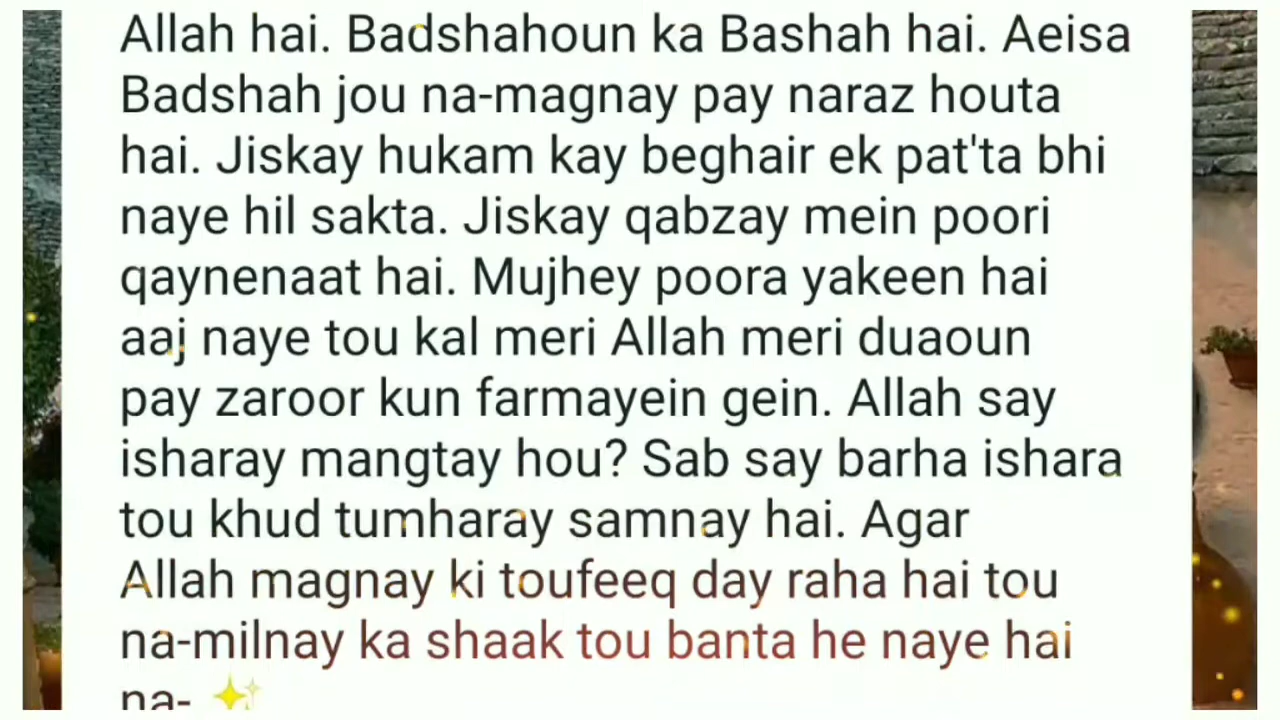 Allah hai. Badshahoun ka Bashah hai. Aeisa
Badshah jou na-magnay pay naraz houta
hai. Jiskay hukam kay beghair ek pat'ta bhi
naye hil sakta. Jiskay qabzay mein poori
qaynenaat hai. Mujhey poora yakeen hai
aaj naye tou kal meri Allah meri duaoun
pay zaroor kun farmayein gein. Allah say
isharay mangtay hou? Sab say barha ishara
tou khud tumharay samnay hai. Agar
Allah magnay ki toufeeq day raha hai tou
na-milnay ka shaak tou banta he naye hai
na- ✨